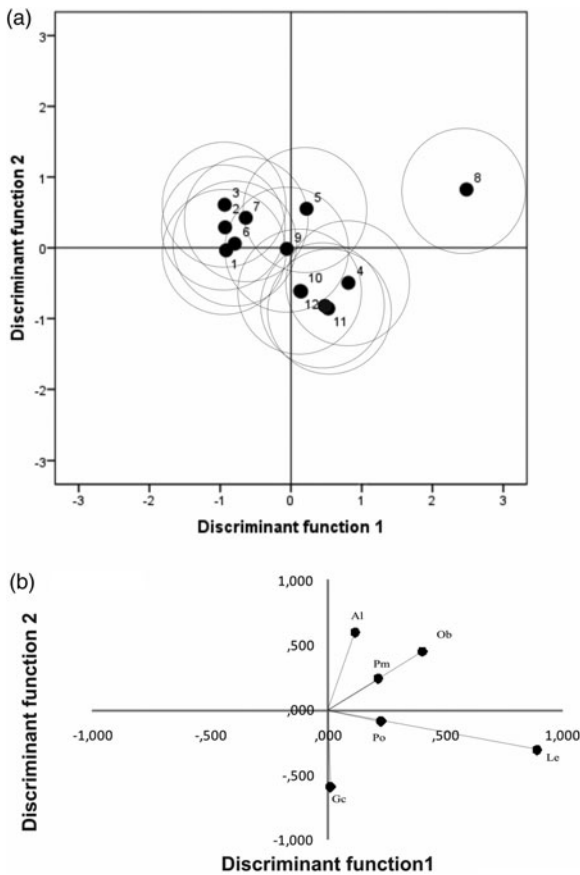 (a)
Discriminant function 2
3
2
1
0
-1
-2
-3
3
2
7
5
8
6
1
9
10
4
12
11
-3 -2 -1 0 1 2 3
Discriminant function 1
(b)
Discriminant function 2
1,000
Al
Ob
,500
Pm
,000
-1,000 -,500 ,000 ,500 1,000
Po
Le
-,500
Gc
-1,000
Discriminant function1